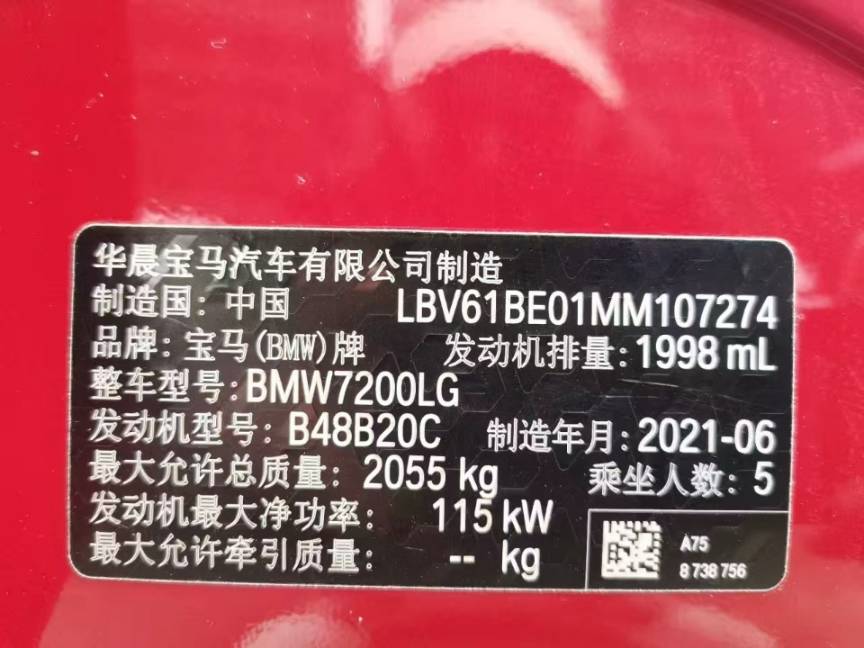 华晨宝马汽车有限公司制造
制造国：中国 LBV61BE01MM107274
品牌：宝马(BMW)牌 发动机排量：1998 mL
整车型号：BMW7200LG
发动机型号：B48B20C 制造年月：2021-06
最大允许总质量：2055 kg 乘坐人数：5
发动机最大净功率：115 kW
最大允许牵引质量：-- kg
A75
8 738 756